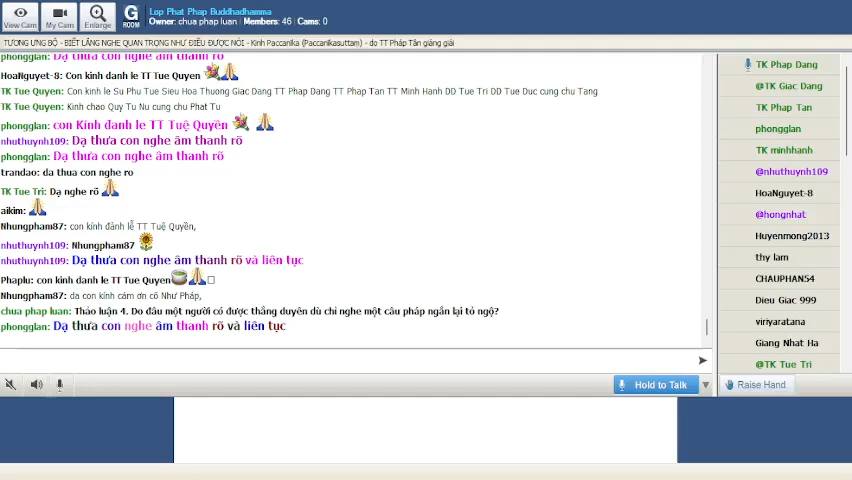 View Cam
My Cam
Enlarge
G
ROOM
Lop Phat Phap Buddhadhamma
Owner: chua phap luan | Members: 46 | Cams: 0
TƯƠNG ƯNG BỘ - BIẾT LẮNG NGHE QUAN TRỌNG NHƯ ĐIỀU ĐƯỢC NÓI - Kinh Paccanika (Paccanikasuttam) - do TT Pháp Tân giảng giải
phongglan: Dạ thưa con nghe âm thanh rõ
HoaNguyet-8: Con kinh danh le TT Tue Quyen
TK Tue Quyen: Con kinh le Su Phu Tue Sieu Hoa Thuong Giac Dang TT Phap Dang TT Phap Tan TT Minh Hanh DD Tue Tri DD Tue Duc cung chu Tang
TK Tue Quyen: Kinh chao Quy Tu Nu cung chu Phat Tu
phongglan: con Kính đanh le TT Tuệ Quyền
nhuthuynh109: Dạ thưa con nghe âm thanh rõ
phongglan: Dạ thưa con nghe âm thanh rõ
trandao: da thua con nghe ro
TK Tue Tri: Dạ nghe rõ
aikim:
Nhungpham87: con kính đảnh lễ TT Tuệ Quyền,
nhuthuynh109: Nhungpham87
nhuthuynh109: Dạ thưa con nghe âm thanh rõ và liên tục
Phaplu: con kinh danh le TT Tue Quyen
Nhungpham87: da con kính cám ơn cô Như Pháp,
chua phap luan: Thảo luận 4. Do đâu một người có được thắng duyên dù chỉ nghe một câu pháp ngắn lại tỏ ngộ?
phongglan: Dạ thưa con nghe âm thanh rõ và liên tục
Hold to Talk
TK Phap Dang
@TK Giac Dang
TK Phap Tan
phongglan
TK minhhanh
@nhuthuynh109
HoaNguyet-8
@hongnhat
Huyenmong2013
thy lam
CHAUPHAN54
Dieu Giac 999
viriyaratana
Giang Nhat Ha
@TK Tue Tri
Raise Hand